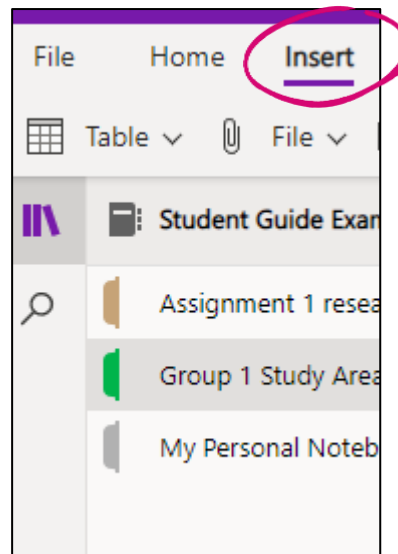 File Home Insert
Table File
Student Guide Exam
Assignment 1 resea
Group 1 Study Area
My Personal Noteb